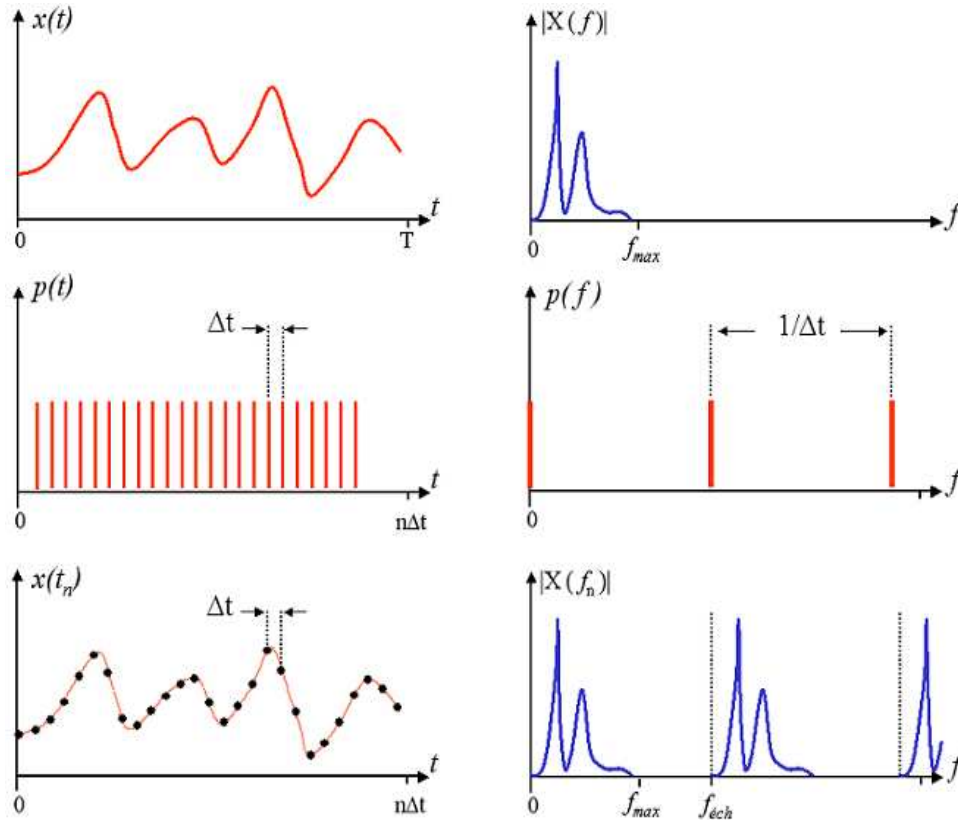 x(t)
|X(f)|
t
f
0
T
0
f_max
p(t)
p(f)
Δt
1/Δt
t
f
0
nΔt
0
x(t_n)
|X(f_n)|
Δt
t
f
0
nΔt
0
f_max
f_éch